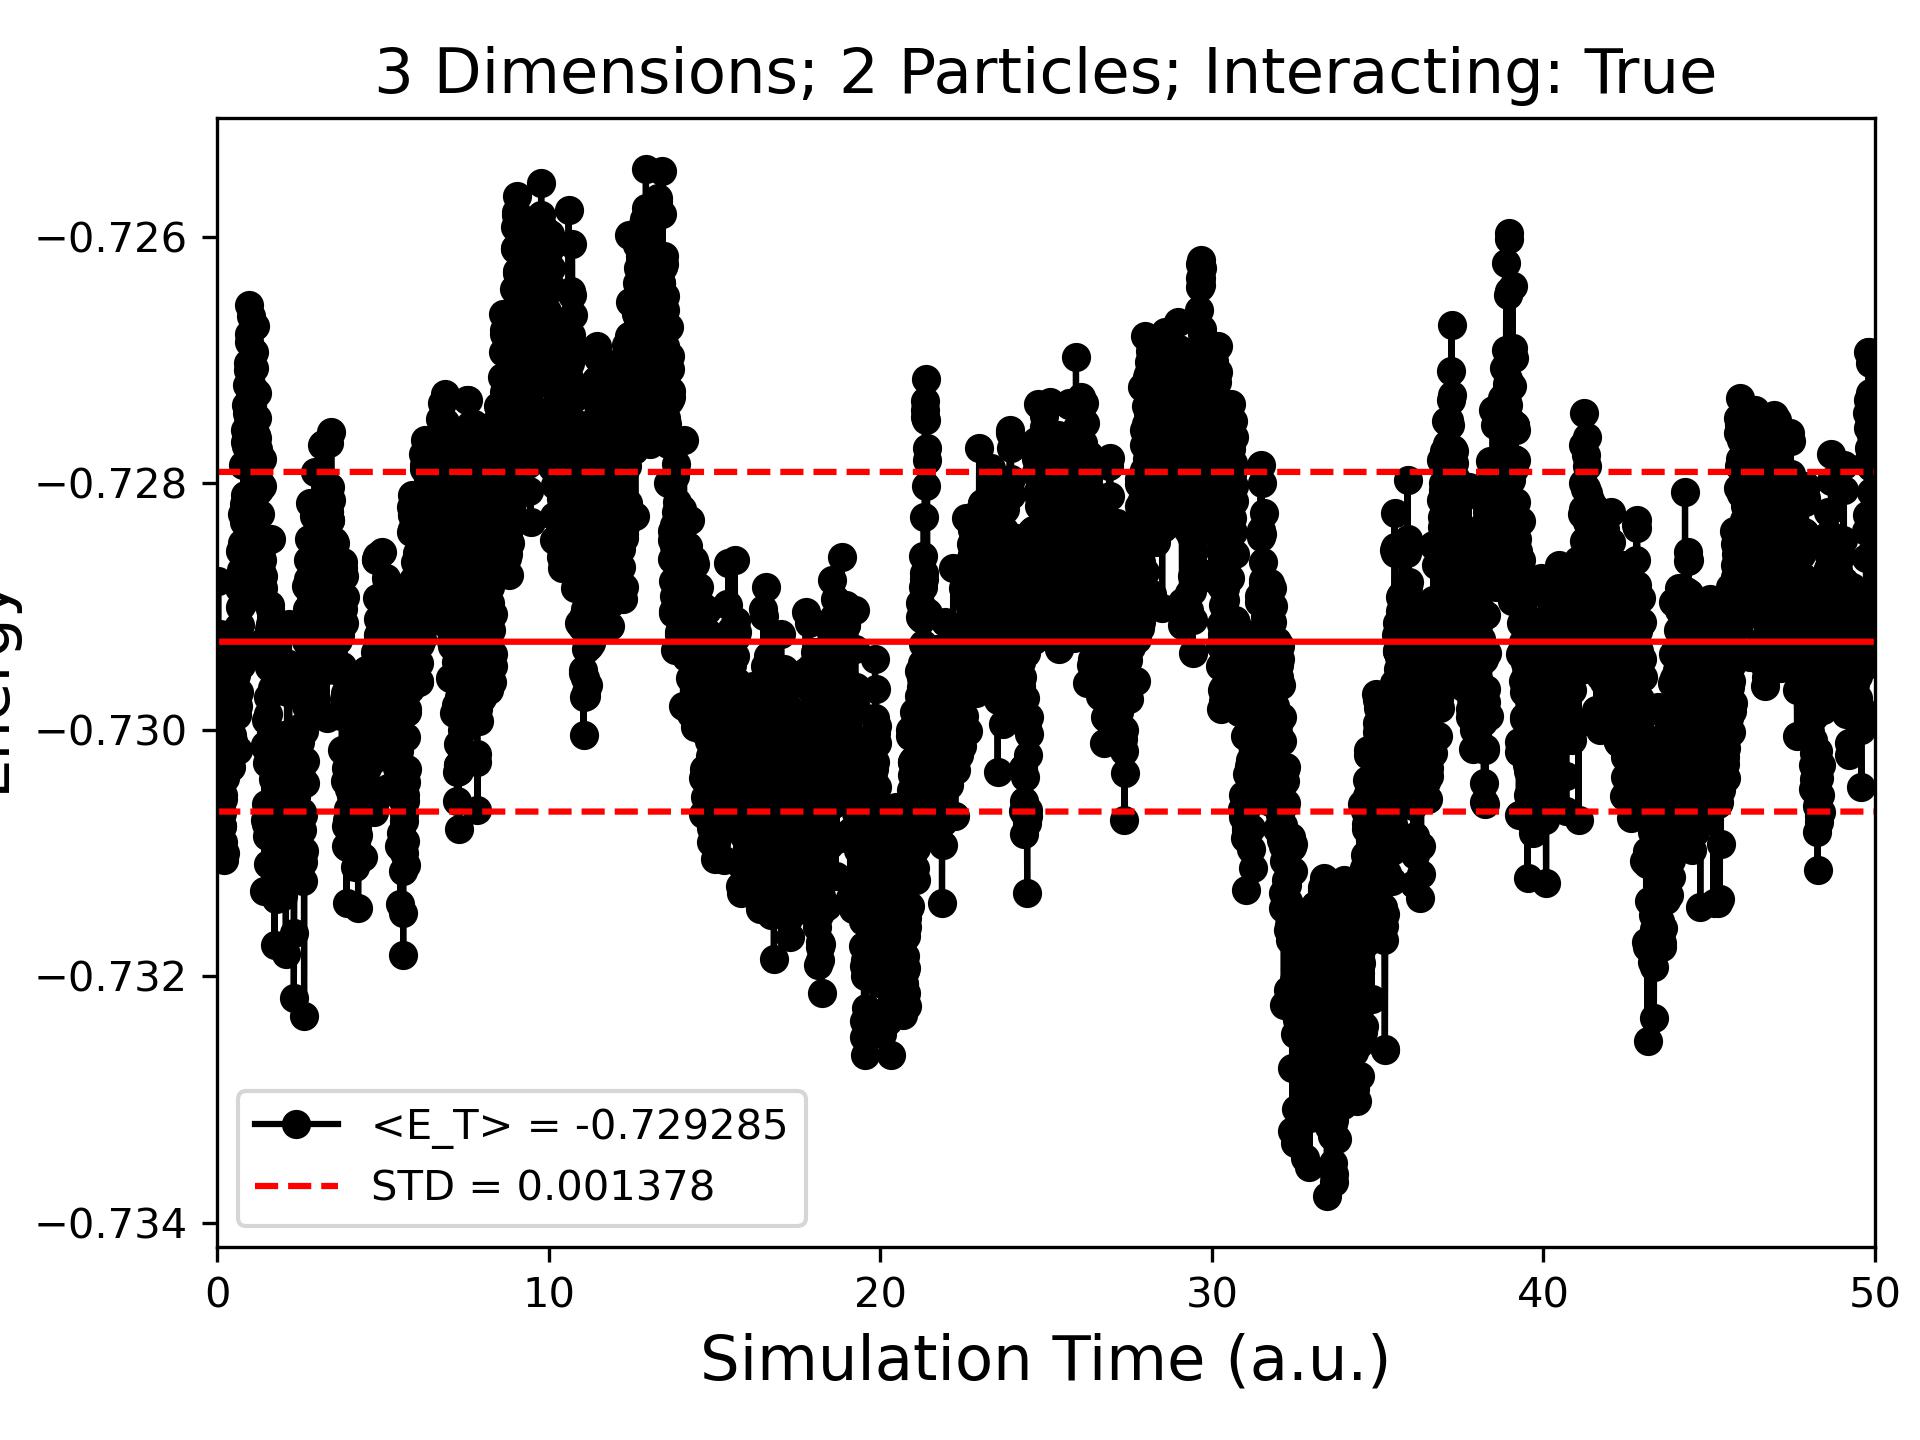 3 Dimensions; 2 Particles; Interacting: True
−0.726
−0.728
−0.730
−0.732
−0.734
Energy
<E_T> = -0.729285
STD = 0.001378
0 10 20 30 40 50
Simulation Time (a.u.)